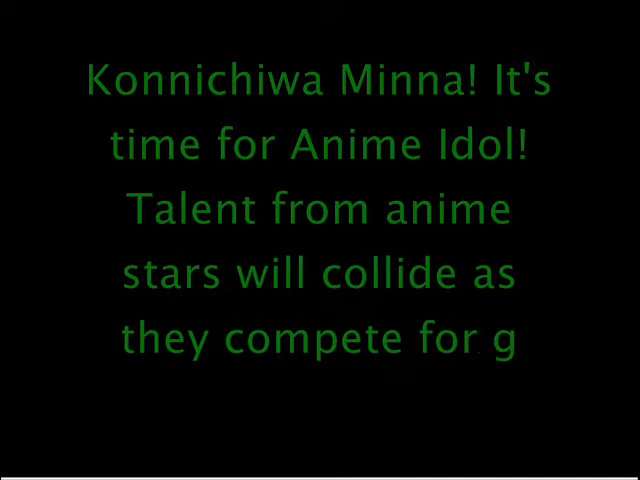 Konnichiwa Minna! It's
time for Anime Idol!
Talent from anime
stars will collide as
they compete for g